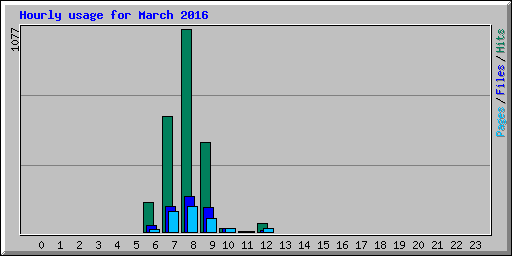 Hourly usage for March 2016
1077
Pages/Files/Hits
0 1 2 3 4 5 6 7 8 9 10 11 12 13 14 15 16 17 18 19 20 21 22 23